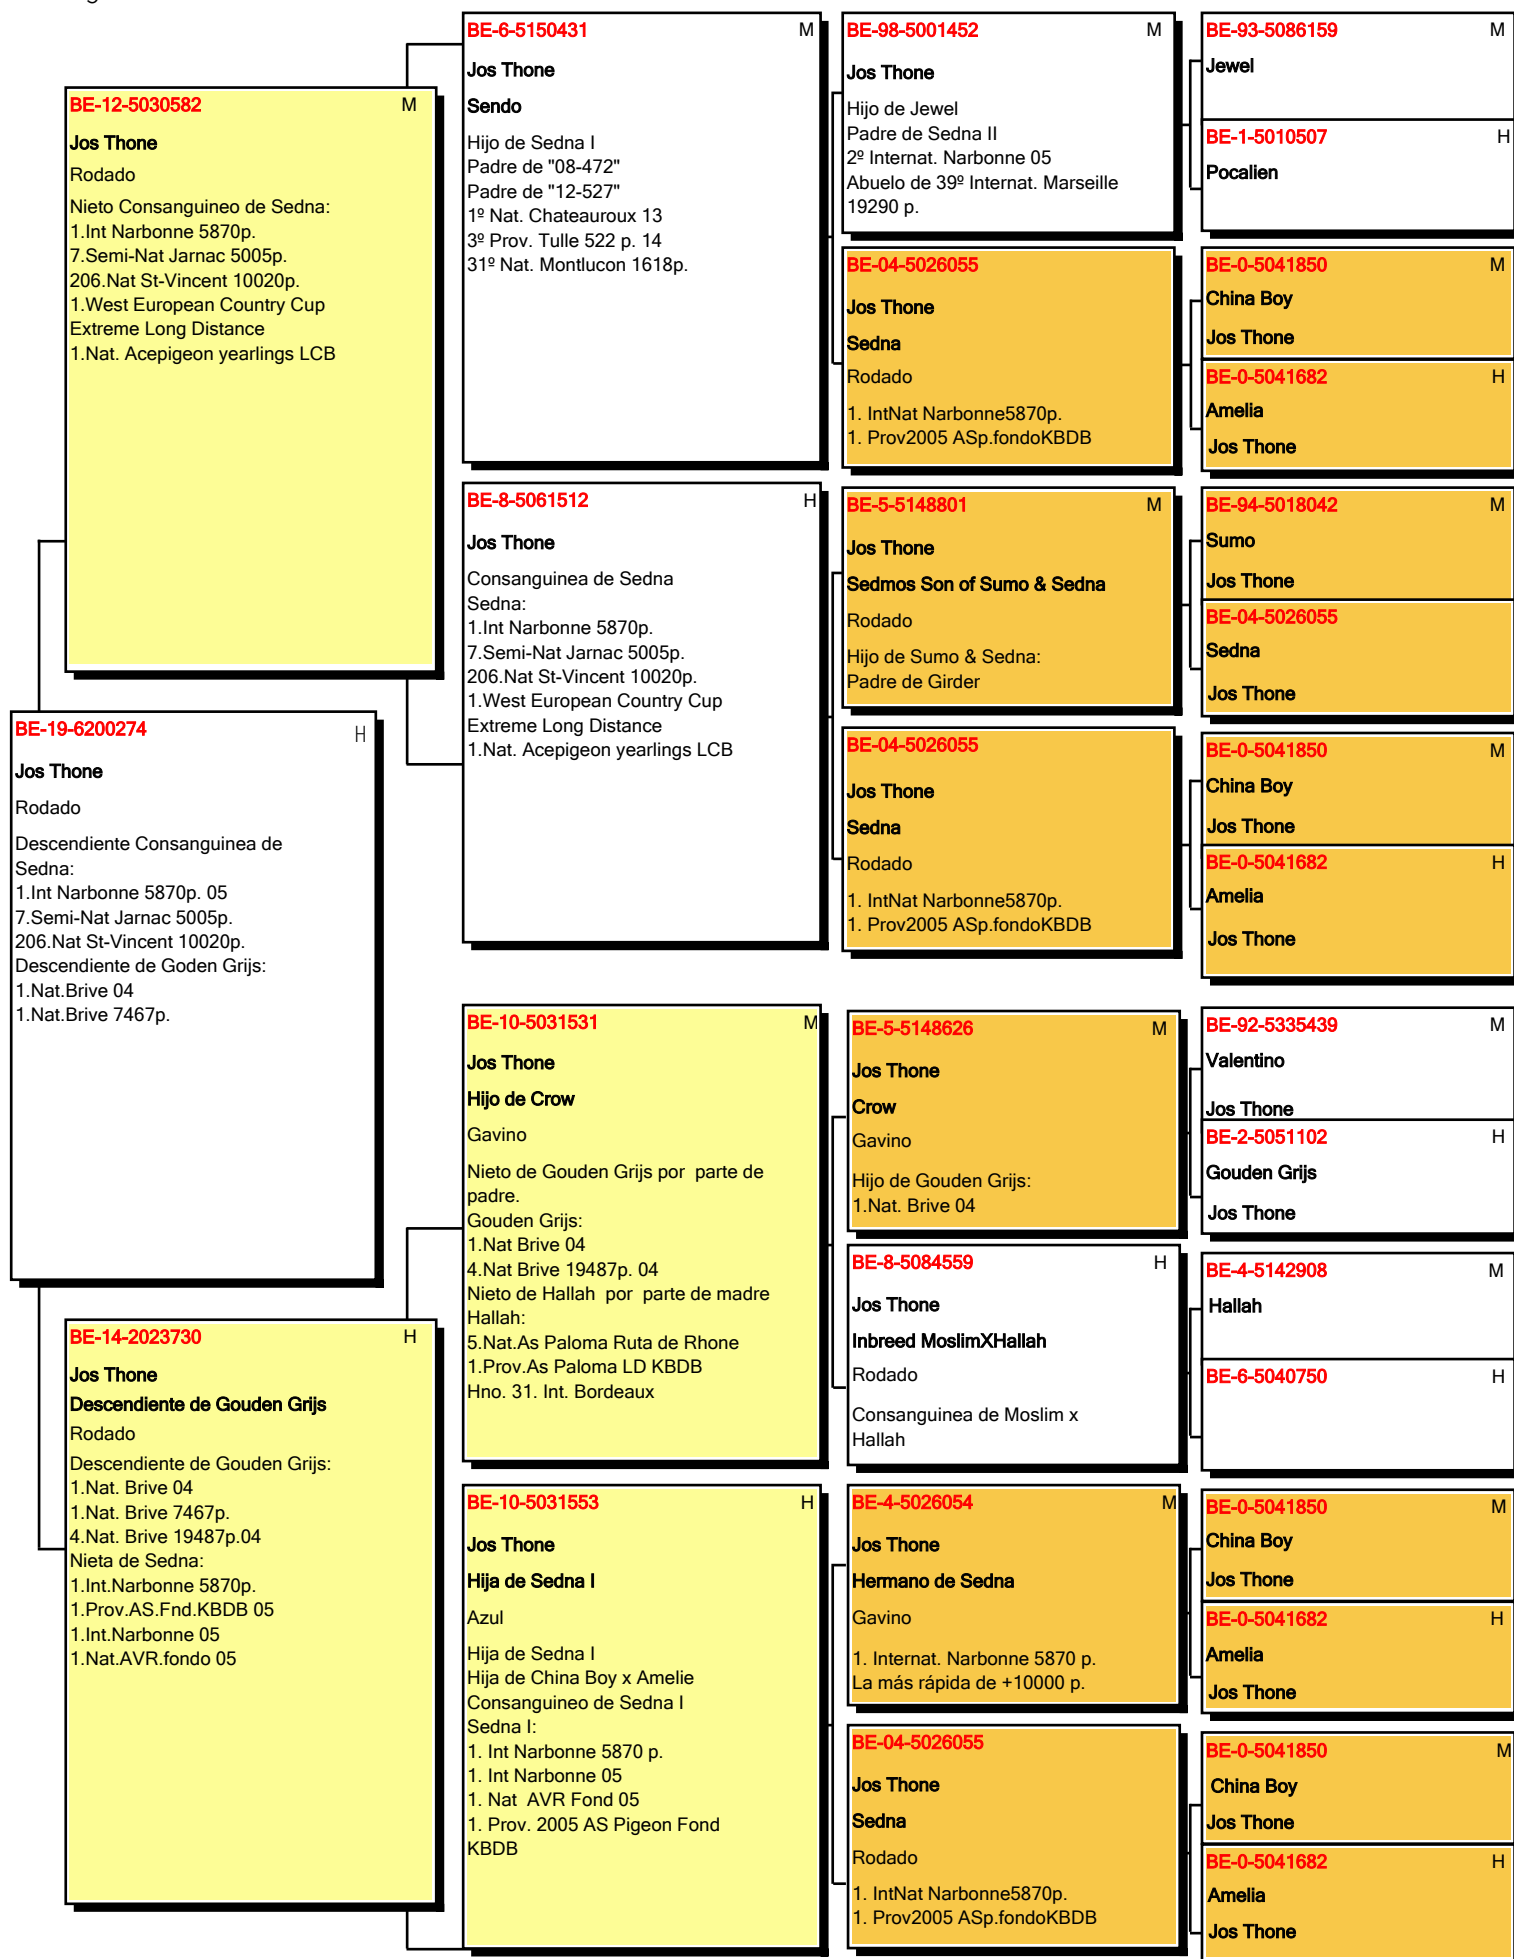 BE-19-6200274 H
Jos Thone
Rodado
Descendiente Consanguinea de
Sedna:
1.Int Narbonne 5870p. 05
7.Semi-Nat Jarnac 5005p.
206.Nat St-Vincent 10020p.
Descendiente de Goden Grijs:
1.Nat.Brive 04
1.Nat.Brive 7467p.
BE-12-5030582 M
Jos Thone
Rodado
Nieto Consanguineo de Sedna:
1.Int Narbonne 5870p.
7.Semi-Nat Jarnac 5005p.
206.Nat St-Vincent 10020p.
1.West European Country Cup
Extreme Long Distance
1.Nat. Acepigeon yearlings LCB
BE-14-2023730 H
Jos Thone
Descendiente de Gouden Grijs
Rodado
Descendiente de Gouden Grijs:
1.Nat. Brive 04
1.Nat. Brive 7467p.
4.Nat. Brive 19487p.04
Nieta de Sedna:
1.Int.Narbonne 5870p.
1.Prov.AS.Fnd.KBDB 05
1.Int.Narbonne 05
1.Nat.AVR.fondo 05
BE-6-5150431 M
Jos Thone
Sendo
Hijo de Sedna I
Padre de "08-472"
Padre de "12-527"
1º Nat. Chateauroux 13
3º Prov. Tulle 522 p. 14
31º Nat. Montlucon 1618p.
BE-8-5061512 H
Jos Thone
Consanguinea de Sedna
Sedna:
1.Int Narbonne 5870p.
7.Semi-Nat Jarnac 5005p.
206.Nat St-Vincent 10020p.
1.West European Country Cup
Extreme Long Distance
1.Nat. Acepigeon yearlings LCB
BE-10-5031531 M
Jos Thone
Hijo de Crow
Gavino
Nieto de Gouden Grijs por parte de
padre.
Gouden Grijs:
1.Nat Brive 04
4.Nat Brive 19487p. 04
Nieto de Hallah por parte de madre
Hallah:
5.Nat.As Paloma Ruta de Rhone
1.Prov.As Paloma LD KBDB
Hno. 31. Int. Bordeaux
BE-10-5031553 H
Jos Thone
Hija de Sedna I
Azul
Hija de Sedna I
Hija de China Boy x Amelie
Consanguineo de Sedna I
Sedna I:
1. Int Narbonne 5870 p.
1. Int Narbonne 05
1. Nat AVR Fond 05
1. Prov. 2005 AS Pigeon Fond
KBDB
BE-98-5001452 M
Jos Thone
Hijo de Jewel
Padre de Sedna II
2º Internat. Narbonne 05
Abuelo de 39º Internat. Marseille
19290 p.
BE-04-5026055
Jos Thone
Sedna
Rodado
1. IntNat Narbonne5870p.
1. Prov2005 ASp.fondoKBDB
BE-5-5148801 M
Jos Thone
Sedmos Son of Sumo & Sedna
Rodado
Hijo de Sumo & Sedna:
Padre de Girder
BE-04-5026055
Jos Thone
Sedna
Rodado
1. IntNat Narbonne5870p.
1. Prov2005 ASp.fondoKBDB
BE-5-5148626 M
Jos Thone
Crow
Gavino
Hijo de Gouden Grijs:
1.Nat. Brive 04
BE-8-5084559 H
Jos Thone
Inbreed MoslimXHallah
Rodado
Consanguinea de Moslim x
Hallah
BE-4-5026054 M
Jos Thone
Hermano de Sedna
Gavino
1. Internat. Narbonne 5870 p.
La más rápida de +10000 p.
BE-04-5026055
Jos Thone
Sedna
Rodado
1. IntNat Narbonne5870p.
1. Prov2005 ASp.fondoKBDB
BE-93-5086159 M
Jewel
BE-1-5010507 H
Pocalien
BE-0-5041850 M
China Boy
Jos Thone
BE-0-5041682 H
Amelia
Jos Thone
BE-94-5018042 M
Sumo
Jos Thone
BE-04-5026055
Sedna
Jos Thone
BE-0-5041850 M
China Boy
Jos Thone
BE-0-5041682 H
Amelia
Jos Thone
BE-92-5335439 M
Valentino
Jos Thone
BE-2-5051102 H
Gouden Grijs
Jos Thone
BE-4-5142908 M
Hallah
BE-6-5040750 H
BE-0-5041850 M
China Boy
Jos Thone
BE-0-5041682 H
Amelia
Jos Thone
BE-0-5041850 M
China Boy
Jos Thone
BE-0-5041682 H
Amelia
Jos Thone